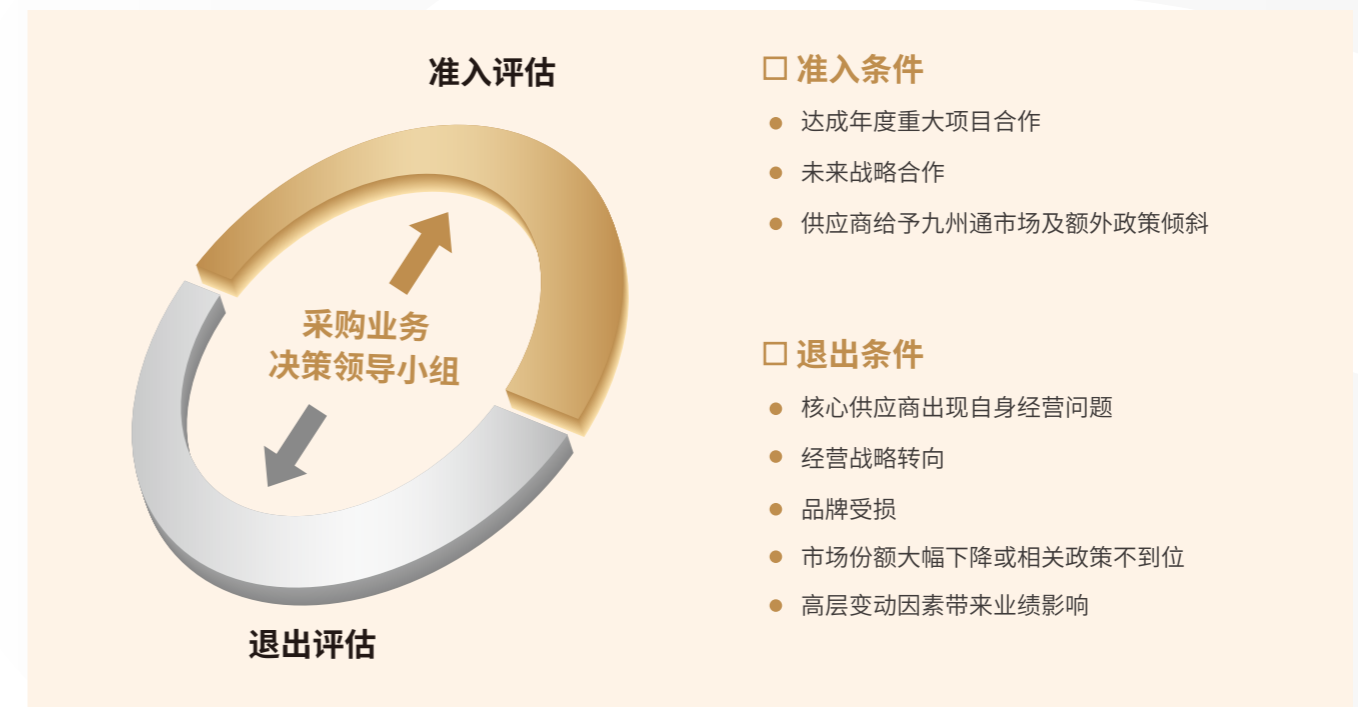 准入评估
采购业务
决策领导小组
退出评估
准入条件
达成年度重大项目合作
未来战略合作
供应商给予九州通市场及额外政策倾斜
退出条件
核心供应商出现自身经营问题
经营战略转向
品牌受损
市场份额大幅下降或相关政策不到位
高层变动因素带来业绩影响